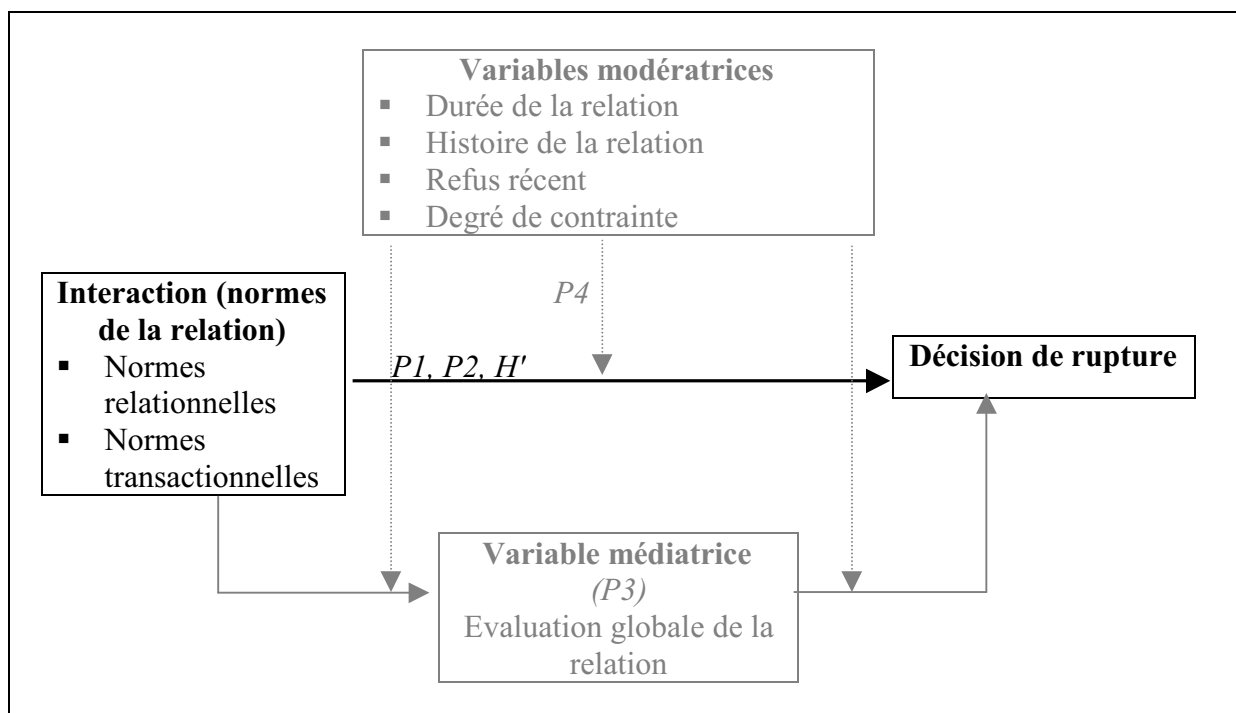 Variables modératrices
▪ Durée de la relation
▪ Histoire de la relation
▪ Refus récent
▪ Degré de contrainte
P4
Interaction (normes
de la relation)
▪ Normes
relationnelles
▪ Normes
transactionnelles
P1, P2, H'
Décision de rupture
Variable médiatrice
(P3)
Evaluation globale de la
relation